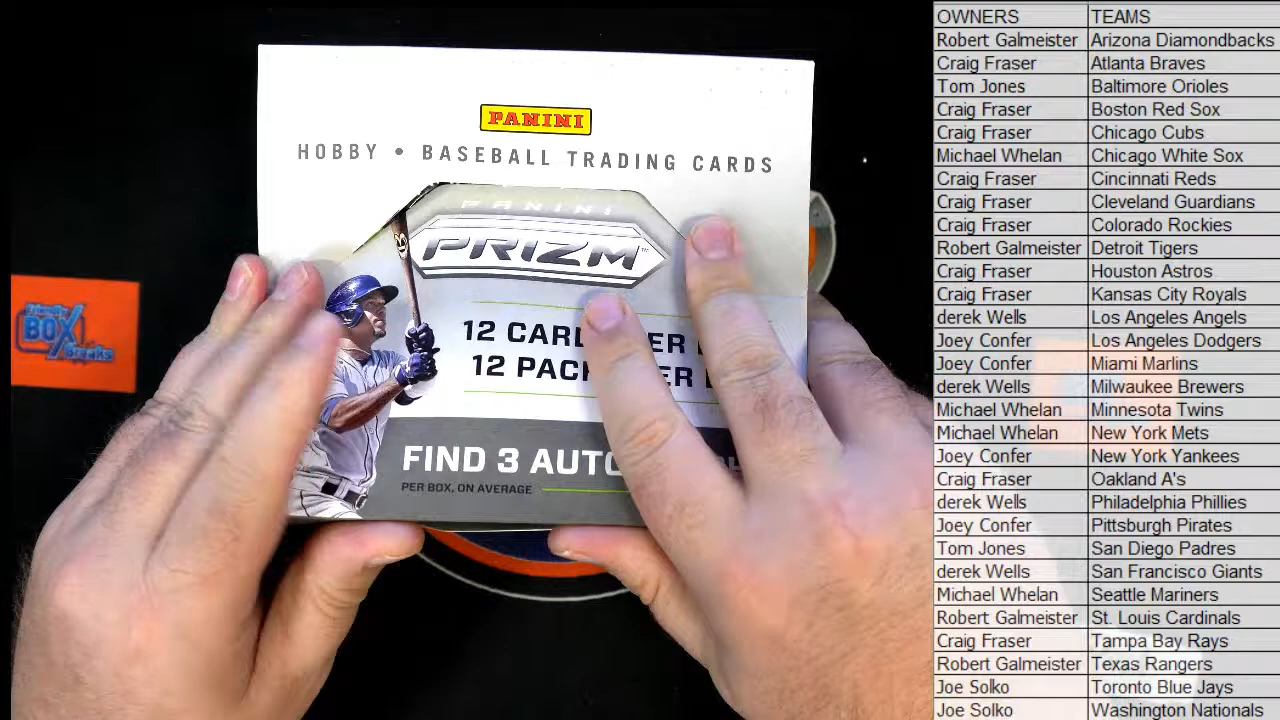 PANINI
HOBBY • BASEBALL TRADING CARDS
PANINI
PRIZM
12 CARD
12 PACK
FIND 3 AUTO
PER BOX, ON AVERAGE
BOX
Breaks
OWNERS TEAMS
Robert Galmeister Arizona Diamondbacks
Craig Fraser Atlanta Braves
Tom Jones Baltimore Orioles
Craig Fraser Boston Red Sox
Craig Fraser Chicago Cubs
Michael Whelan Chicago White Sox
Craig Fraser Cincinnati Reds
Craig Fraser Cleveland Guardians
Craig Fraser Colorado Rockies
Robert Galmeister Detroit Tigers
Craig Fraser Houston Astros
Craig Fraser Kansas City Royals
derek Wells Los Angeles Angels
Joey Confer Los Angeles Dodgers
Joey Confer Miami Marlins
derek Wells Milwaukee Brewers
Michael Whelan Minnesota Twins
Michael Whelan New York Mets
Joey Confer New York Yankees
Craig Fraser Oakland A's
derek Wells Philadelphia Phillies
Joey Confer Pittsburgh Pirates
Tom Jones San Diego Padres
derek Wells San Francisco Giants
Michael Whelan Seattle Mariners
Robert Galmeister St. Louis Cardinals
Craig Fraser Tampa Bay Rays
Robert Galmeister Texas Rangers
Joe Solko Toronto Blue Jays
Joe Solko Washington Nationals